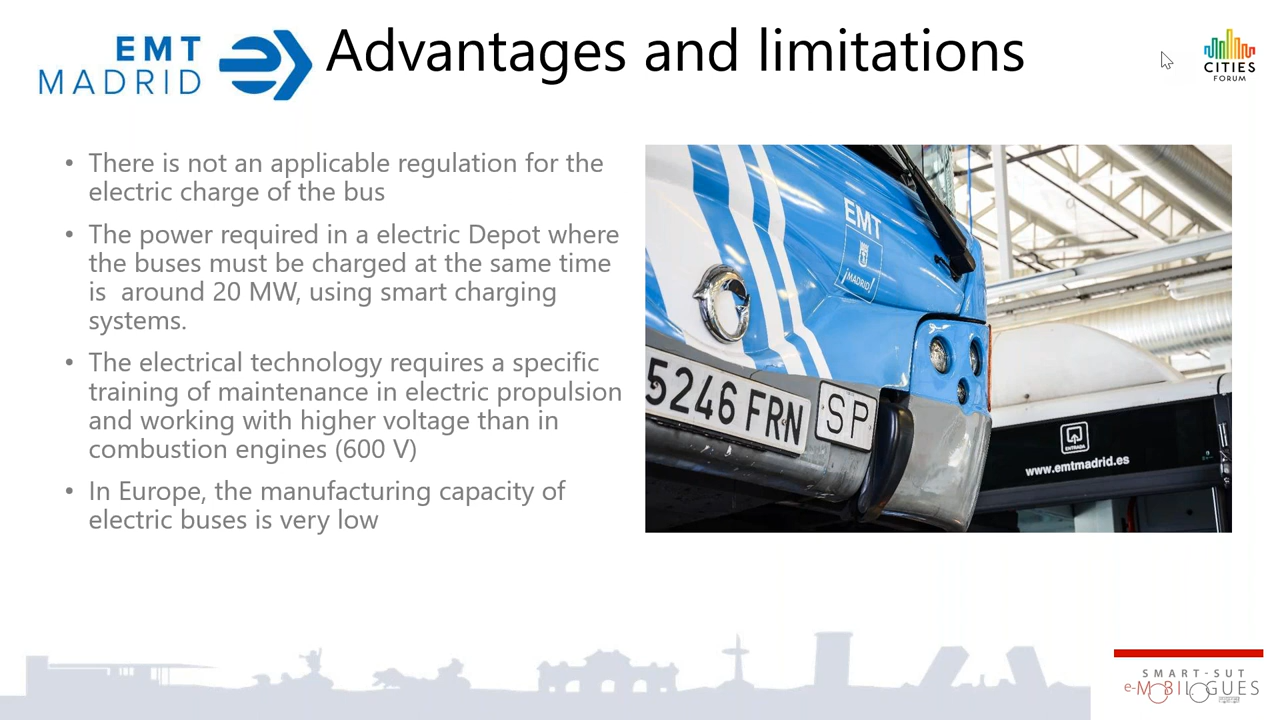 EMT
MADRID
Advantages and limitations
CITIES
FORUM
• There is not an applicable regulation for the
electric charge of the bus
• The power required in a electric Depot where
the buses must be charged at the same time
is around 20 MW, using smart charging
systems.
• The electrical technology requires a specific
training of maintenance in electric propulsion
and working with higher voltage than in
combustion engines (600 V)
• In Europe, the manufacturing capacity of
electric buses is very low
EMT
¡MADRID!
5246 FRN
SP
ENTRADA
www.emtmadrid.es
SMART-SUT
e-MOBILOGUES